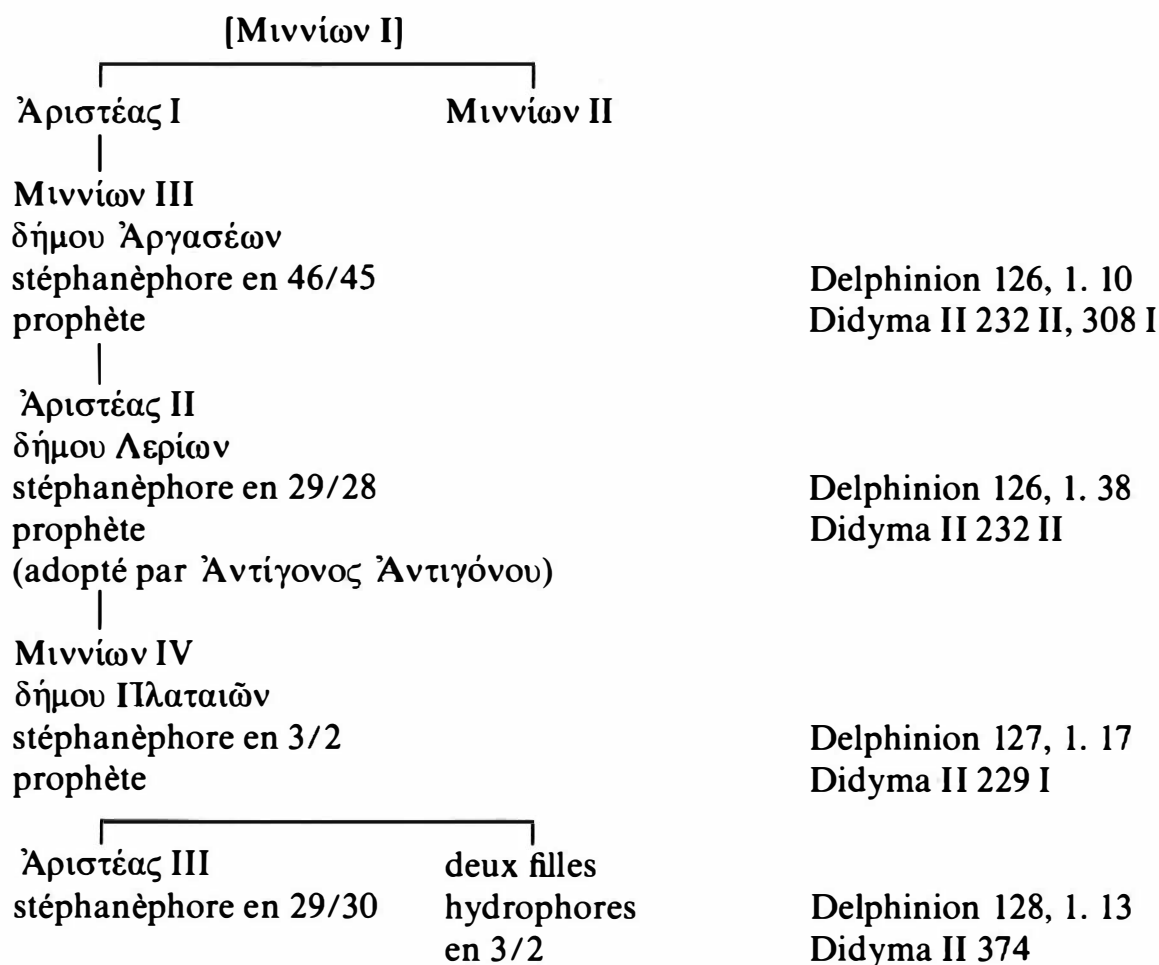 [Μιννίων I]
Ἀριστέας I Μιννίων II
Μιννίων III
δήμου Ἀργασέων
stéphanèphore en 46/45 Delphinion 126, l. 10
prophète Didyma II 232 II, 308 I
Ἀριστέας II
δήμου Λερίων
stéphanèphore en 29/28 Delphinion 126, l. 38
prophète Didyma II 232 II
(adopté par Ἀντίγονος Ἀντιγόνου)
Μιννίων IV
δήμου Πλαταιῶν
stéphanèphore en 3/2 Delphinion 127, l. 17
prophète Didyma II 229 I
Ἀριστέας III deux filles
stéphanèphore en 29/30 hydrophores Delphinion 128, l. 13
en 3/2 Didyma II 374